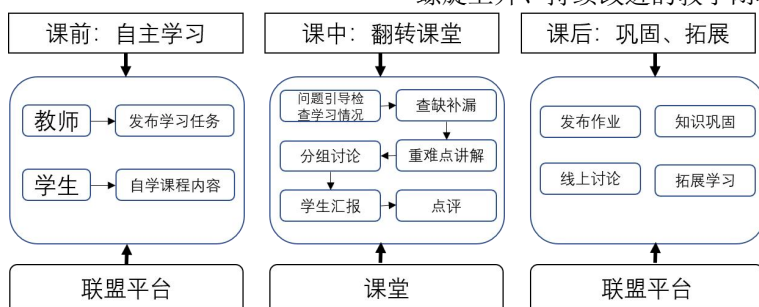 课前：自主学习
课中：翻转课堂
课后：巩固、拓展
教师
发布学习任务
学生
自学课程内容
问题引导检
查学习情况
查缺补漏
分组讨论
重难点讲解
学生汇报
点评
发布作业
知识巩固
线上讨论
拓展学习
联盟平台
课堂
联盟平台